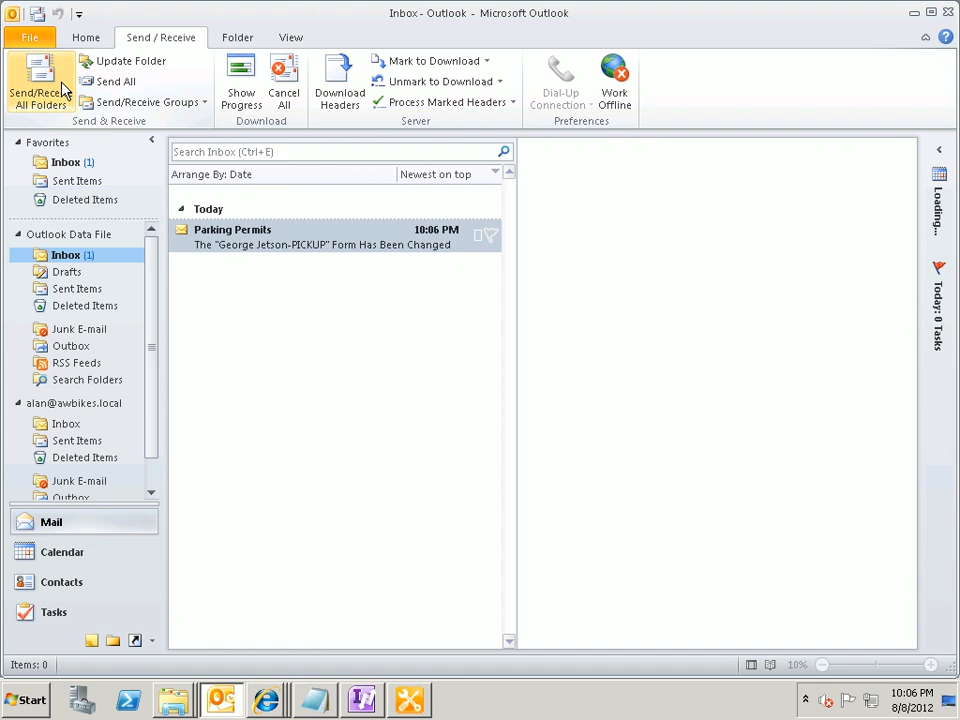 Inbox - Outlook - Microsoft Outlook
File
Home
Send / Receive
Folder
View
Send/Receive
All Folders
Update Folder
Send All
Send/Receive Groups
Send & Receive
Show
Progress
Cancel
All
Download
Download
Headers
Mark to Download
Unmark to Download
Process Marked Headers
Server
Dial-Up
Connection
Work
Offline
Preferences
Favorites
Inbox (1)
Sent Items
Deleted Items
Outlook Data File
Inbox (1)
Drafts
Sent Items
Deleted Items
Junk E-mail
Outbox
RSS Feeds
Search Folders
alan@awbikes.local
Inbox
Sent Items
Deleted Items
Junk E-mail
Outbox
Mail
Calendar
Contacts
Tasks
Search Inbox (Ctrl+E)
Arrange By: Date
Newest on top
Today
Parking Permits 10:06 PM
The "George Jetson-PICKUP" Form Has Been Changed
Loading...
Today: 0 Tasks
Items: 0
10%
Start
10:06 PM
8/8/2012